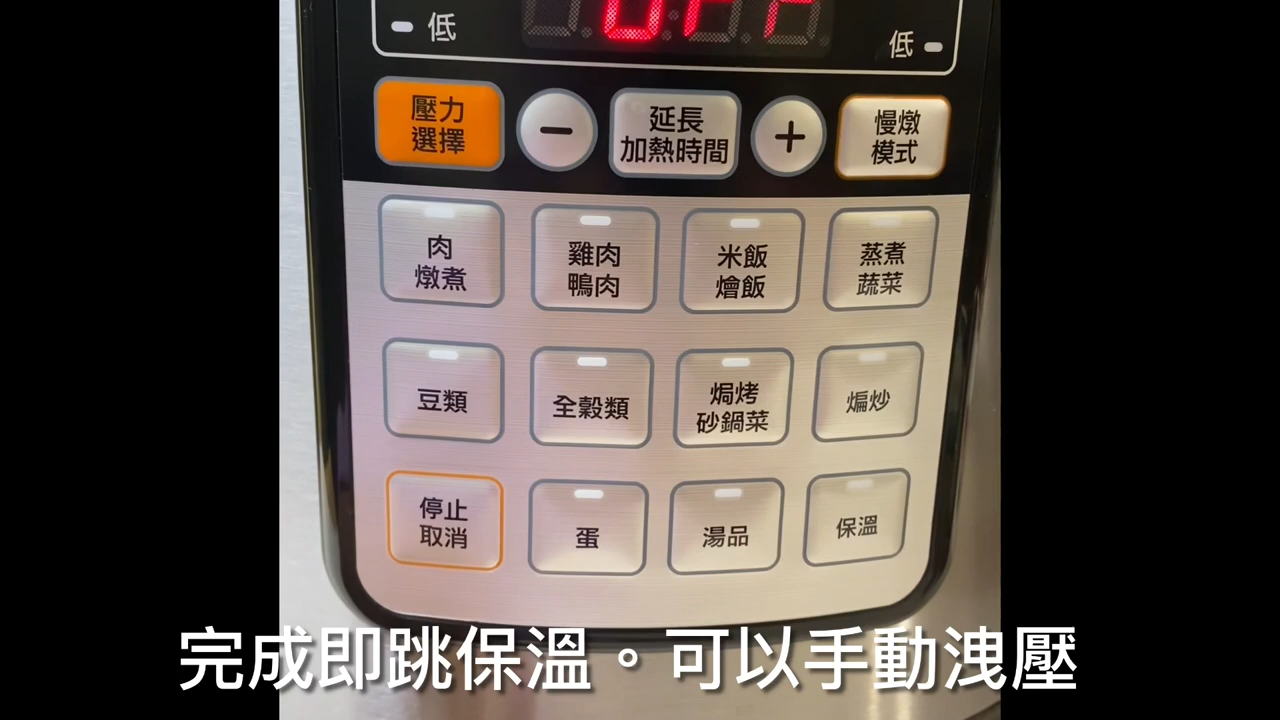 低
OFF
低
壓力
選擇
−
延長
加熱時間
+
慢燉
模式
肉
燉煮
雞肉
鴨肉
米飯
燴飯
蒸煮
蔬菜
豆類
全穀類
焗烤
砂鍋菜
煸炒
停止
取消
蛋
湯品
保溫
完成即跳保溫。可以手動洩壓